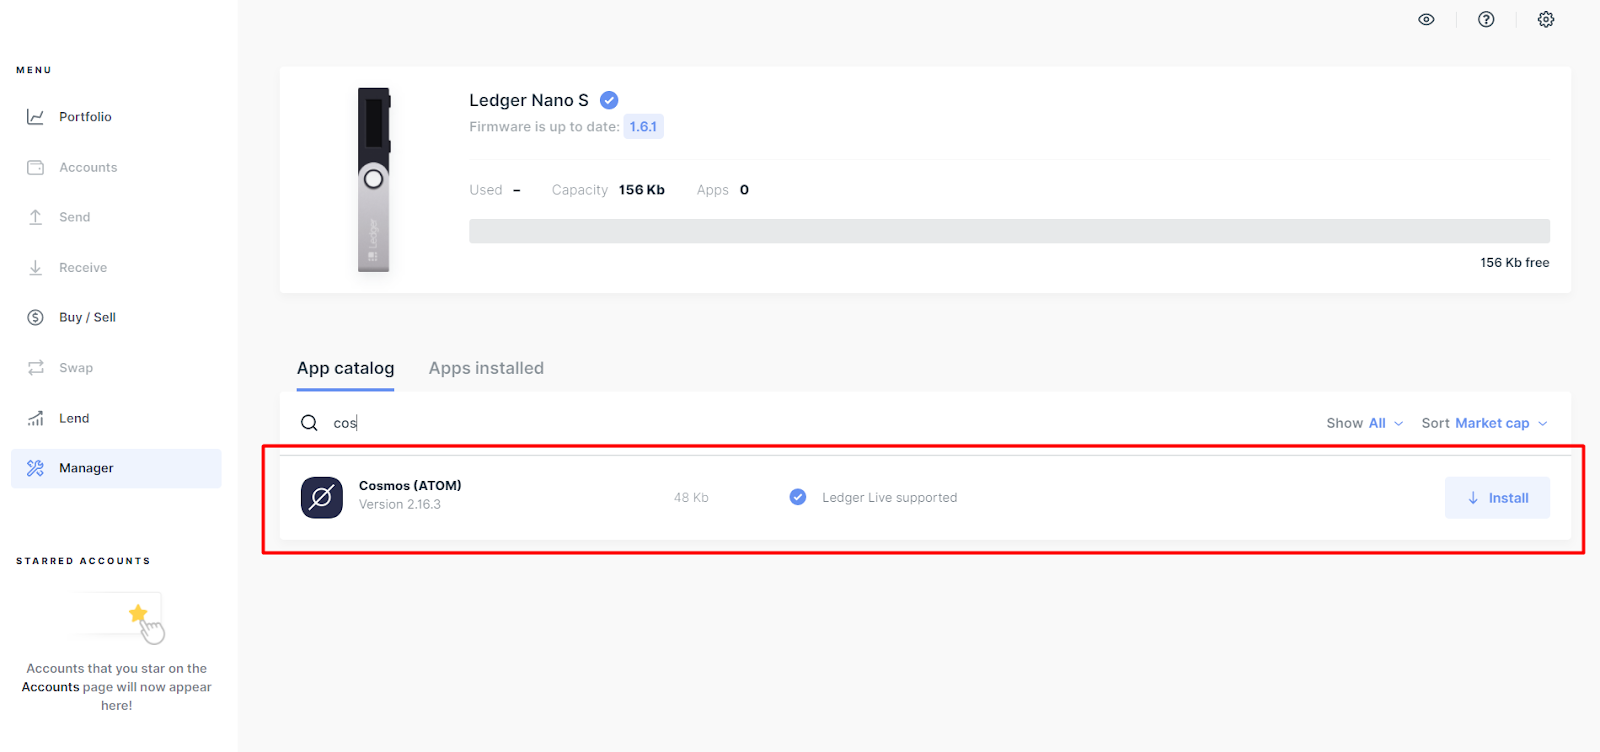 MENU
Portfolio
Accounts
Send
Receive
Buy / Sell
Swap
Lend
Manager
STARRED ACCOUNTS
Accounts that you star on the
Accounts page will now appear
here!
Ledger
Ledger Nano S
Firmware is up to date: 1.6.1
Used – Capacity 156 Kb Apps 0
156 Kb free
App catalog Apps installed
cos Show All Sort Market cap
Cosmos (ATOM)
Version 2.16.3
48 Kb Ledger Live supported Install